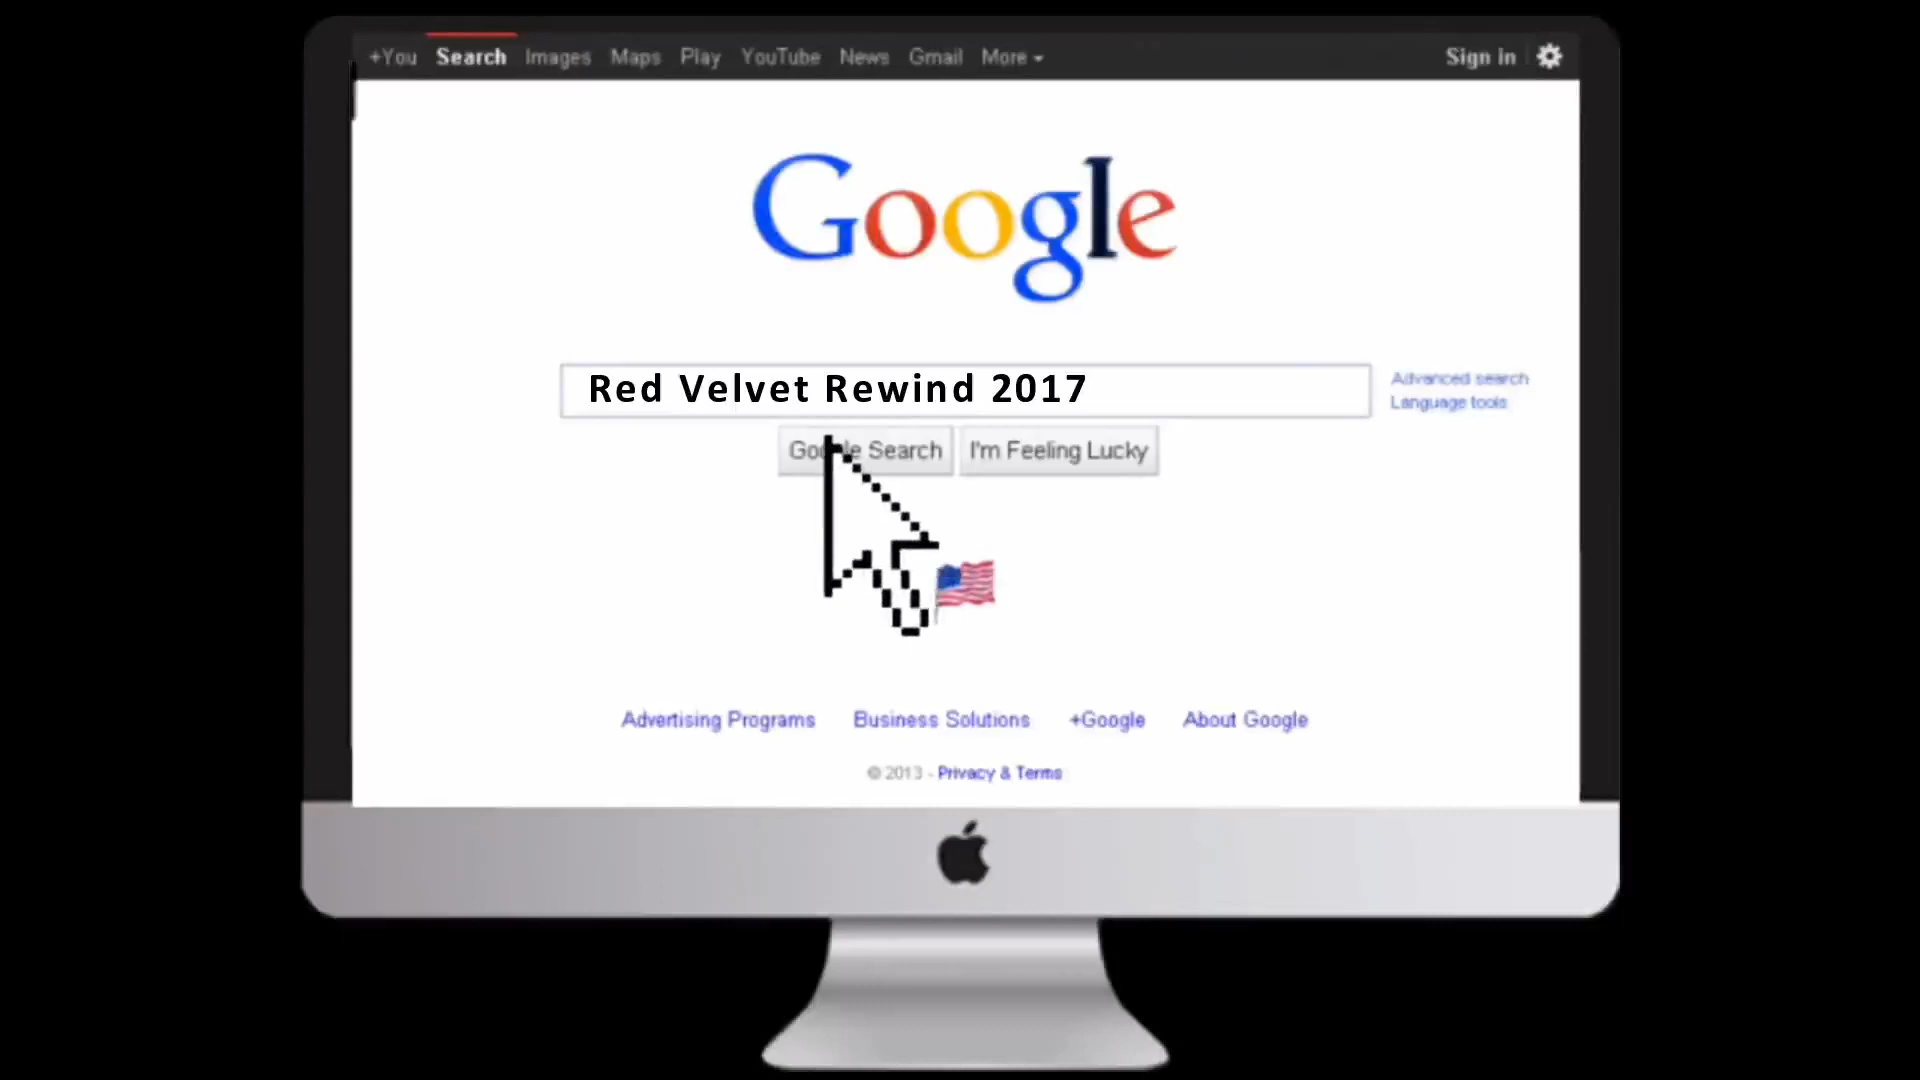 +You Search Images Maps Play YouTube News Gmail More Sign in
Google
Red Velvet Rewind 2017
Advanced search
Language tools
Google Search I'm Feeling Lucky
Advertising Programs Business Solutions +Google About Google
© 2013 - Privacy & Terms